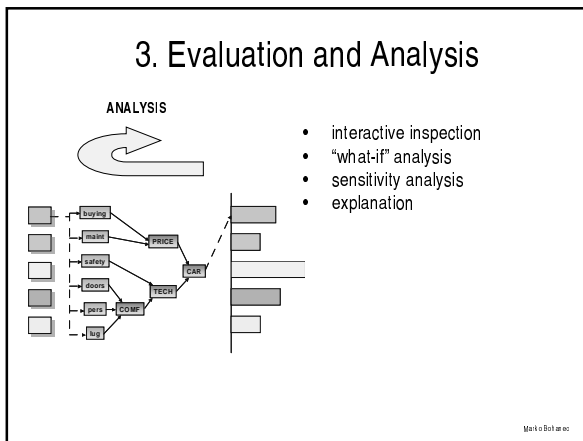 3. Evaluation and Analysis
ANALYSIS
• interactive inspection
• “what-if” analysis
• sensitivity analysis
• explanation
buying
maint
PRICE
safety
CAR
doors
TECH
pers
COMF
lug
Marko Bohanec